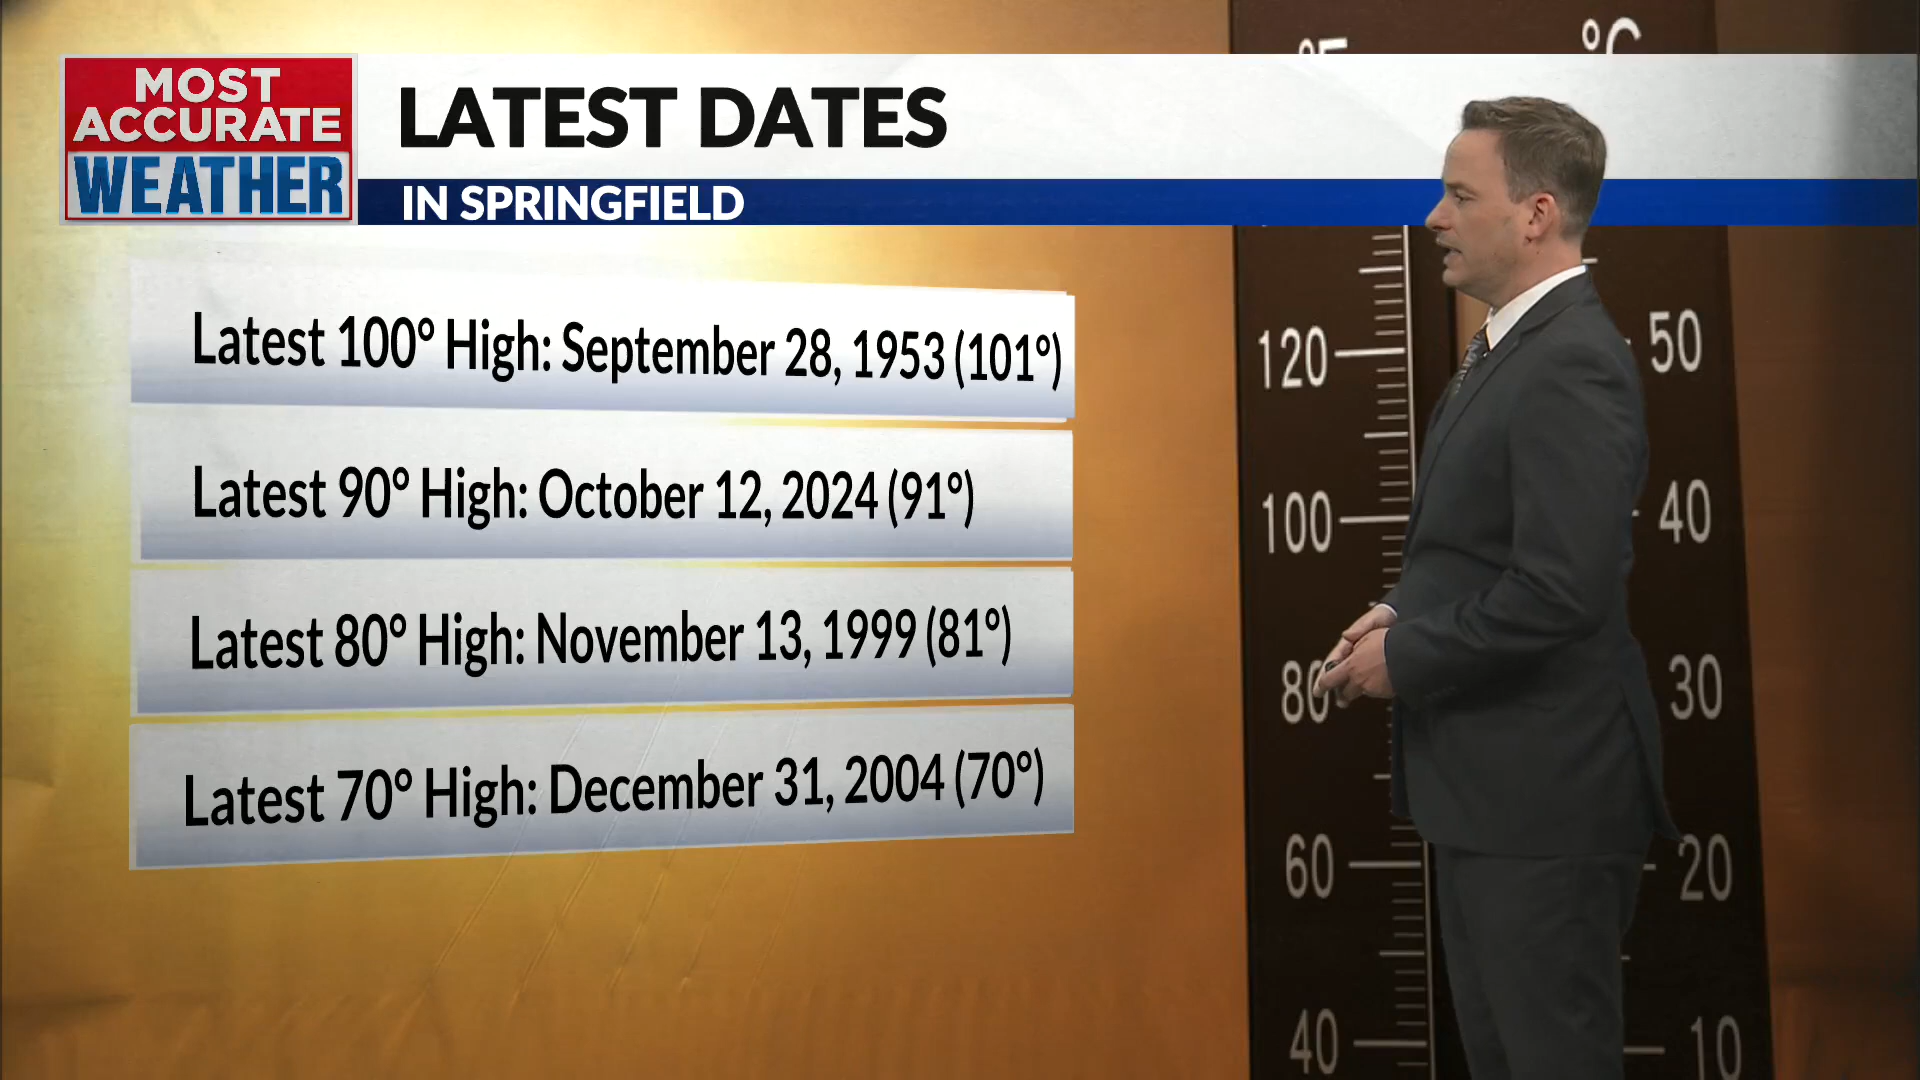 MOST
ACCURATE
WEATHER
LATEST DATES
IN SPRINGFIELD
Latest 100° High: September 28, 1953 (101°)
Latest 90° High: October 12, 2024 (91°)
Latest 80° High: November 13, 1999 (81°)
Latest 70° High: December 31, 2004 (70°)
°F °C
120 50
100 40
80 30
60 20
40 10